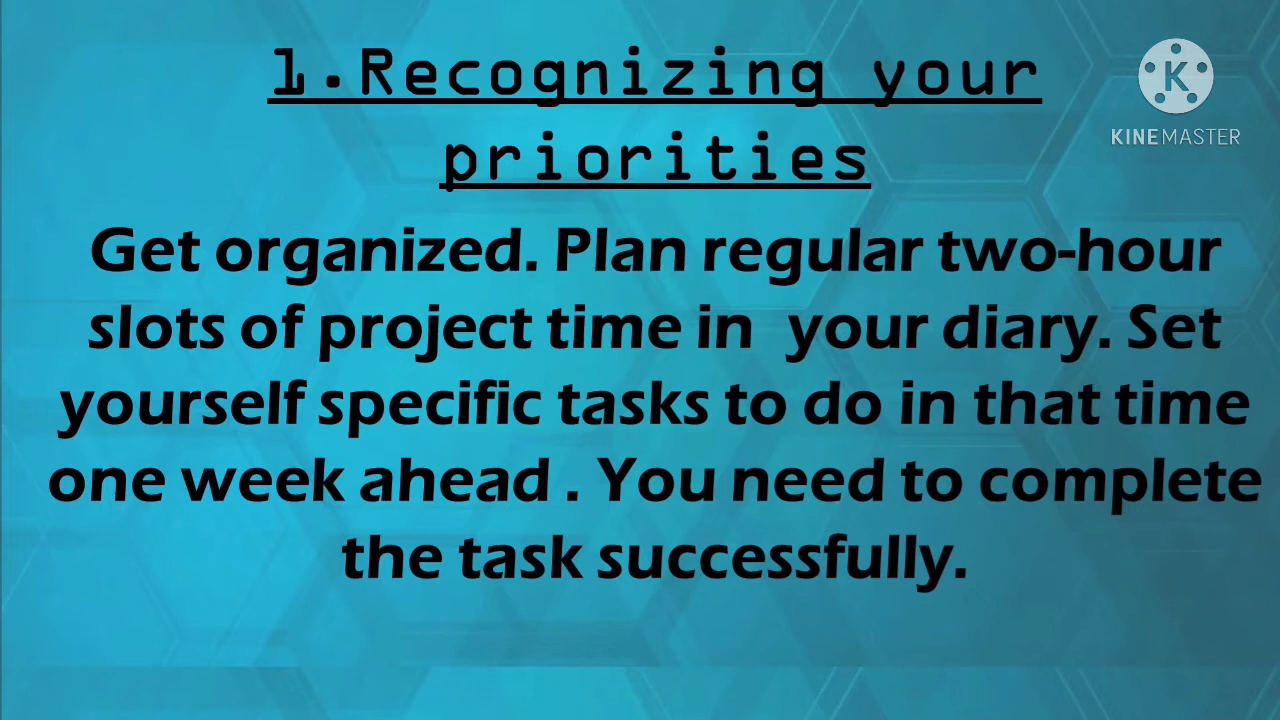 1.Recognizing your
priorities
KINEMASTER
Get organized. Plan regular two-hour
slots of project time in your diary. Set
yourself specific tasks to do in that time
one week ahead . You need to complete
the task successfully.